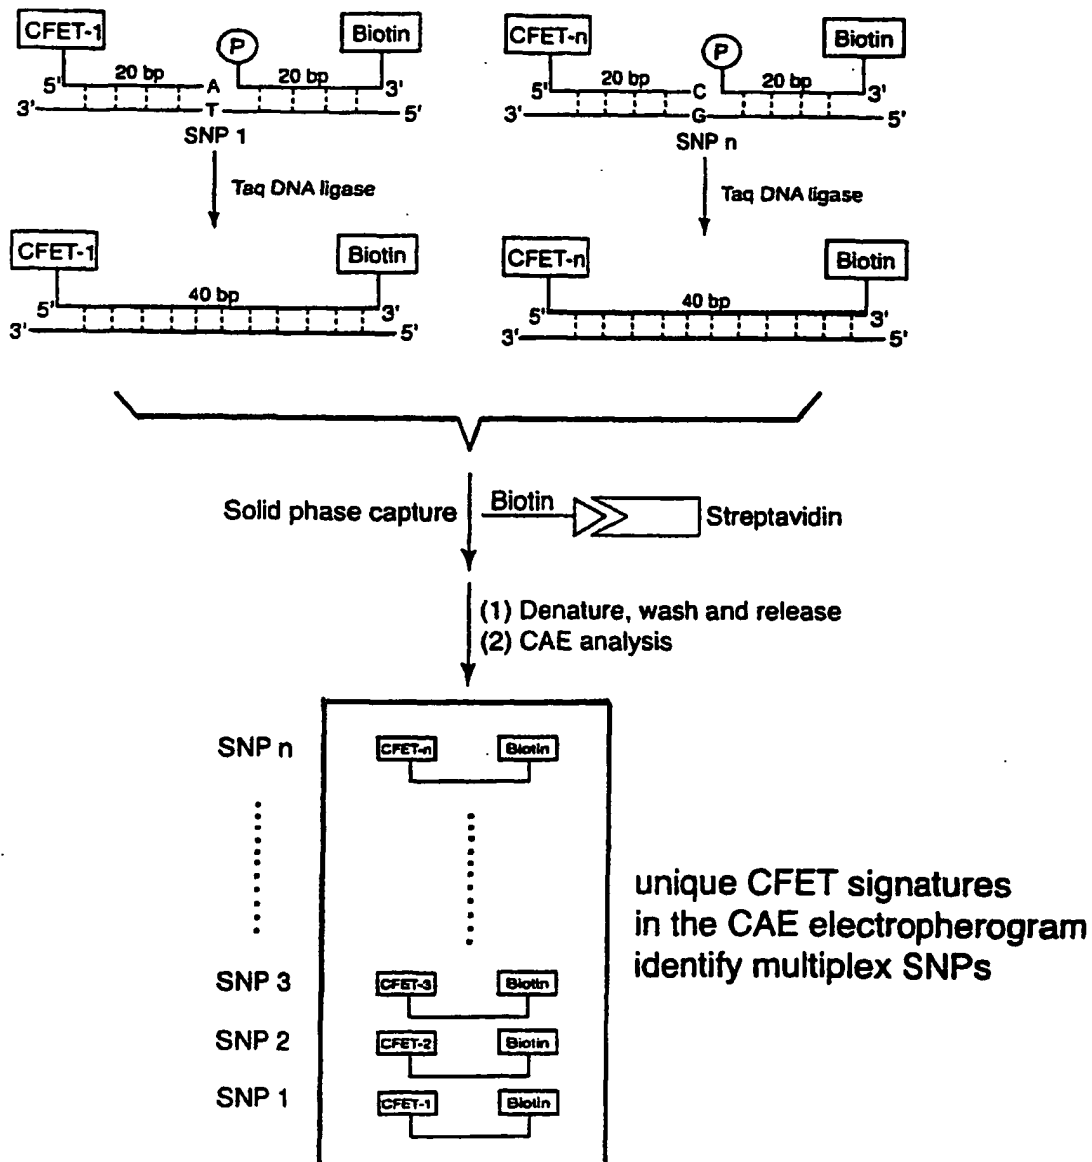 CFET-1
P
Biotin
20 bp
A
20 bp
5'
3'
3'
T
5'
SNP 1
Taq DNA ligase
CFET-n
P
Biotin
20 bp
C
20 bp
5'
3'
3'
G
5'
SNP n
Taq DNA ligase
CFET-1
Biotin
40 bp
5'
3'
3'
5'
CFET-n
Biotin
40 bp
5'
3'
3'
5'
Solid phase capture
Biotin
Streptavidin
(1) Denature, wash and release
(2) CAE analysis
SNP n
CFET-n
Biotin
unique CFET signatures
in the CAE electropherogram
identify multiplex SNPs
SNP 3
CFET-3
Biotin
SNP 2
CFET-2
Biotin
SNP 1
CFET-1
Biotin